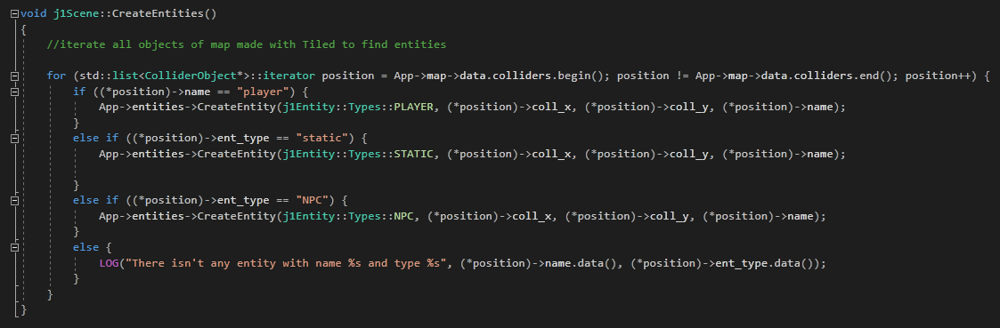 void j1Scene::CreateEntities()
{
    //iterate all objects of map made with Tiled to find entities

    for (std::list<ColliderObject*>::iterator position = App->map->data.colliders.begin(); position != App->map->data.colliders.end(); position++) {
        if ((*position)->name == "player") {
            App->entities->CreateEntity(j1Entity::Types::PLAYER, (*position)->coll_x, (*position)->coll_y, (*position)->name);
        }
        else if ((*position)->ent_type == "static") {
            App->entities->CreateEntity(j1Entity::Types::STATIC, (*position)->coll_x, (*position)->coll_y, (*position)->name);

        }
        else if ((*position)->ent_type == "NPC") {
            App->entities->CreateEntity(j1Entity::Types::NPC, (*position)->coll_x, (*position)->coll_y, (*position)->name);
        }
        else {
            LOG("There isn't any entity with name %s and type %s", (*position)->name.data(), (*position)->ent_type.data());
        }
    }
}